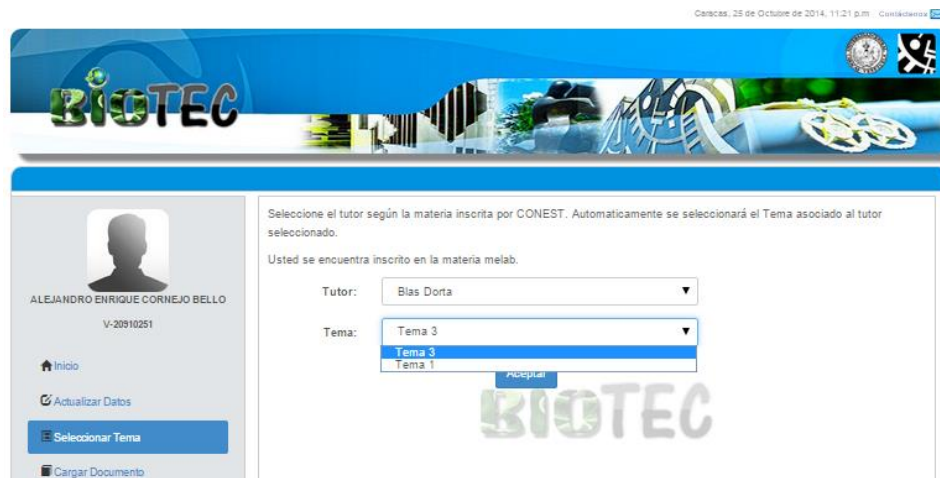 Caracas, 25 de Octubre de 2014, 11:21 p.m Contáctenos
BIOTEC
Seleccione el tutor según la materia inscrita por CONEST. Automaticamente se seleccionará el Tema asociado al tutor
seleccionado.
Usted se encuentra inscrito en la materia melab.
ALEJANDRO ENRIQUE CORNEJO BELLO
V-20910251
Tutor: Blas Dorta
Tema: Tema 3
Tema 3
Tema 1
Aceptar
BIOTEC
Inicio
Actualizar Datos
Seleccionar Tema
Cargar Documento